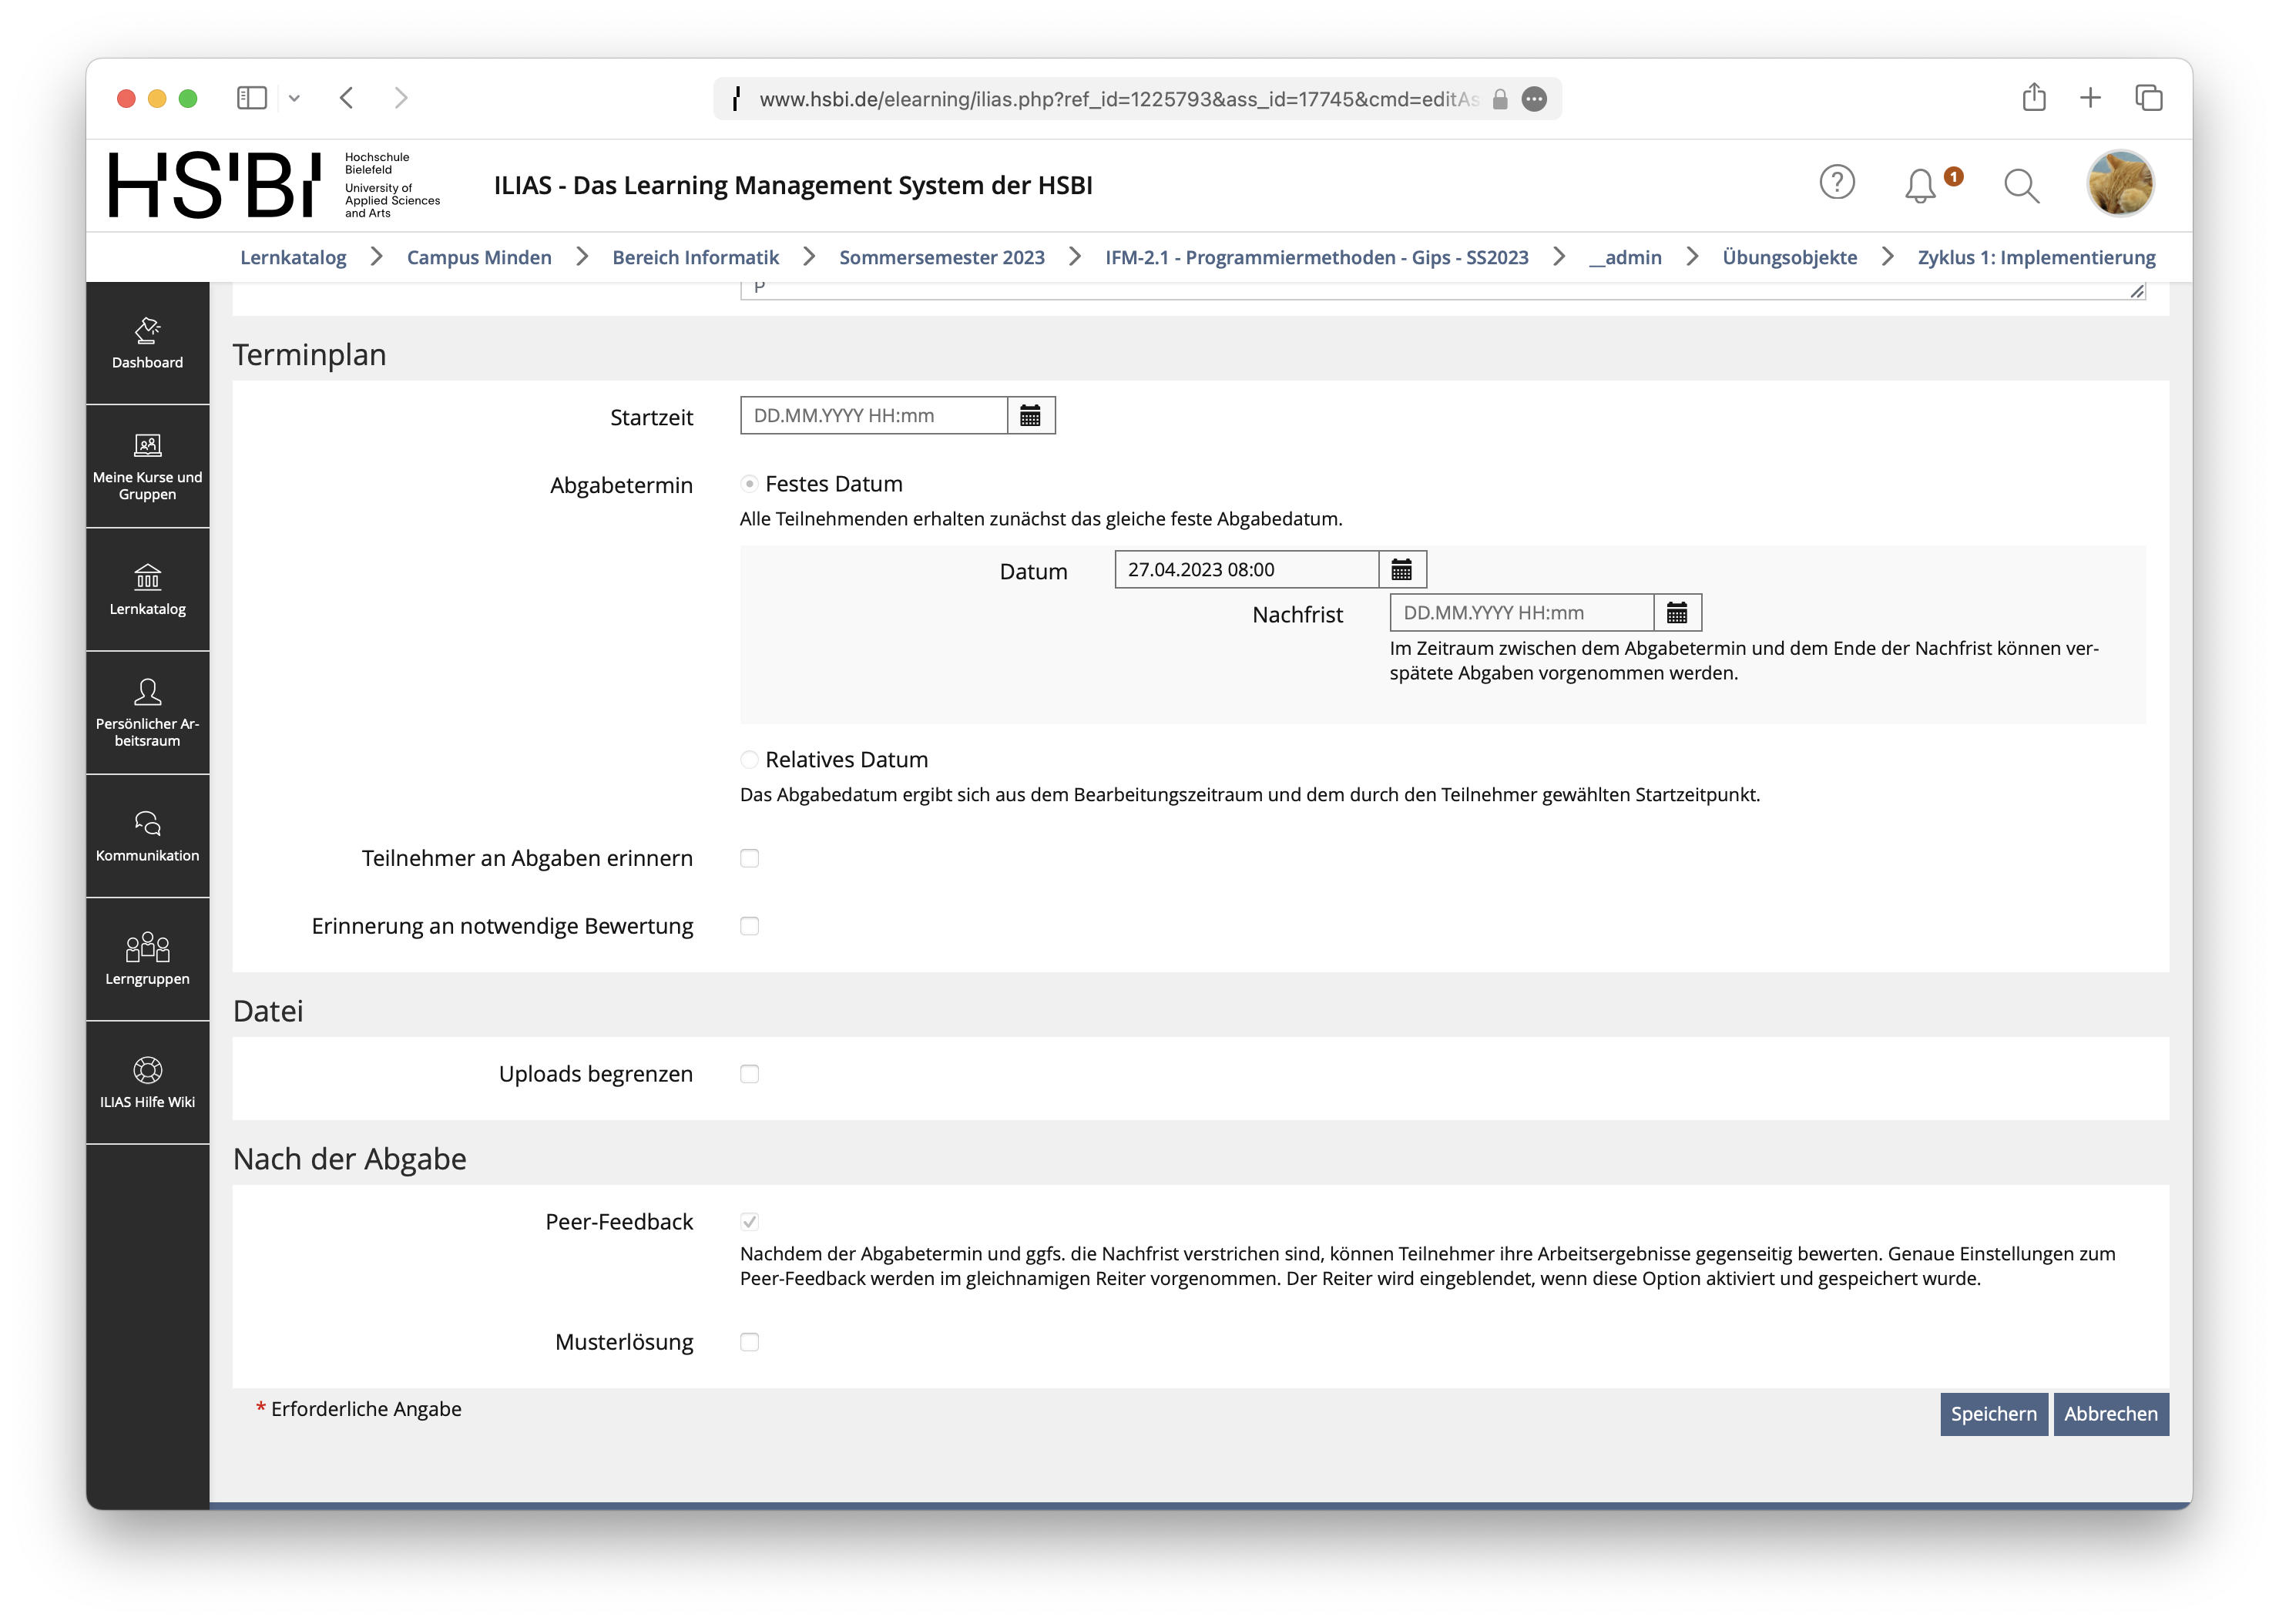 www.hsbi.de/elearning/ilias.php?ref_id=1225793&ass_id=17745&cmd=editAs
HSBI
Hochschule
Bielefeld
University of
Applied Sciences
and Arts
ILIAS - Das Learning Management System der HSBI
1
Lernkatalog > Campus Minden > Bereich Informatik > Sommersemester 2023 > IFM-2.1 - Programmiermethoden - Gips - SS2023 > __admin > Übungsobjekte > Zyklus 1: Implementierung
Dashboard
Meine Kurse und
Gruppen
Lernkatalog
Persönlicher Ar-
beitsraum
Kommunikation
Lerngruppen
ILIAS Hilfe Wiki
P
Terminplan
Startzeit DD.MM.YYYY HH:mm
Abgabetermin Festes Datum
Alle Teilnehmenden erhalten zunächst das gleiche feste Abgabedatum.
Datum 27.04.2023 08:00
Nachfrist DD.MM.YYYY HH:mm
Im Zeitraum zwischen dem Abgabetermin und dem Ende der Nachfrist können ver-
spätete Abgaben vorgenommen werden.
Relatives Datum
Das Abgabedatum ergibt sich aus dem Bearbeitungszeitraum und dem durch den Teilnehmer gewählten Startzeitpunkt.
Teilnehmer an Abgaben erinnern
Erinnerung an notwendige Bewertung
Datei
Uploads begrenzen
Nach der Abgabe
Peer-Feedback
Nachdem der Abgabetermin und ggfs. die Nachfrist verstrichen sind, können Teilnehmer ihre Arbeitsergebnisse gegenseitig bewerten. Genaue Einstellungen zum
Peer-Feedback werden im gleichnamigen Reiter vorgenommen. Der Reiter wird eingeblendet, wenn diese Option aktiviert und gespeichert wurde.
Musterlösung
* Erforderliche Angabe
Speichern Abbrechen